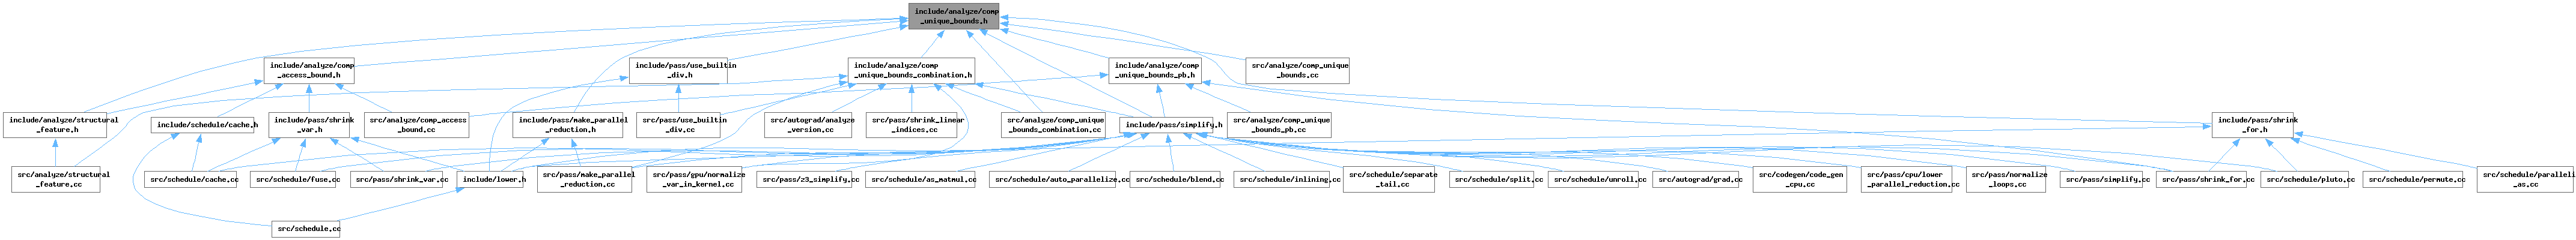 include/analyze/comp
_unique_bounds.h
include/analyze/comp
_access_bound.h
include/pass/use_builtin
_div.h
include/analyze/comp
_unique_bounds_combination.h
include/analyze/comp
_unique_bounds_pb.h
src/analyze/comp_unique
_bounds.cc
include/analyze/structural
_feature.h
include/schedule/cache.h
include/pass/shrink
_var.h
src/analyze/comp_access
_bound.cc
include/pass/make_parallel
_reduction.h
src/pass/use_builtin
_div.cc
src/autograd/analyze
_version.cc
src/pass/shrink_linear
_indices.cc
src/analyze/comp_unique
_bounds_combination.cc
include/pass/simplify.h
src/analyze/comp_unique
_bounds_pb.cc
include/pass/shrink
_for.h
src/analyze/structural
_feature.cc
src/schedule/cache.cc
src/schedule/fuse.cc
src/pass/shrink_var.cc
include/lower.h
src/pass/make_parallel
_reduction.cc
src/pass/gpu/normalize
_var_in_kernel.cc
src/pass/z3_simplify.cc
src/schedule/as_matmul.cc
src/schedule/auto_parallelize.cc
src/schedule/blend.cc
src/schedule/inlining.cc
src/schedule/separate
_tail.cc
src/schedule/split.cc
src/schedule/unroll.cc
src/autograd/grad.cc
src/codegen/code_gen
_cpu.cc
src/pass/cpu/lower
_parallel_reduction.cc
src/pass/normalize
_loops.cc
src/pass/simplify.cc
src/pass/shrink_for.cc
src/schedule/pluto.cc
src/schedule/permute.cc
src/schedule/paralleli
_as.cc
src/schedule.cc